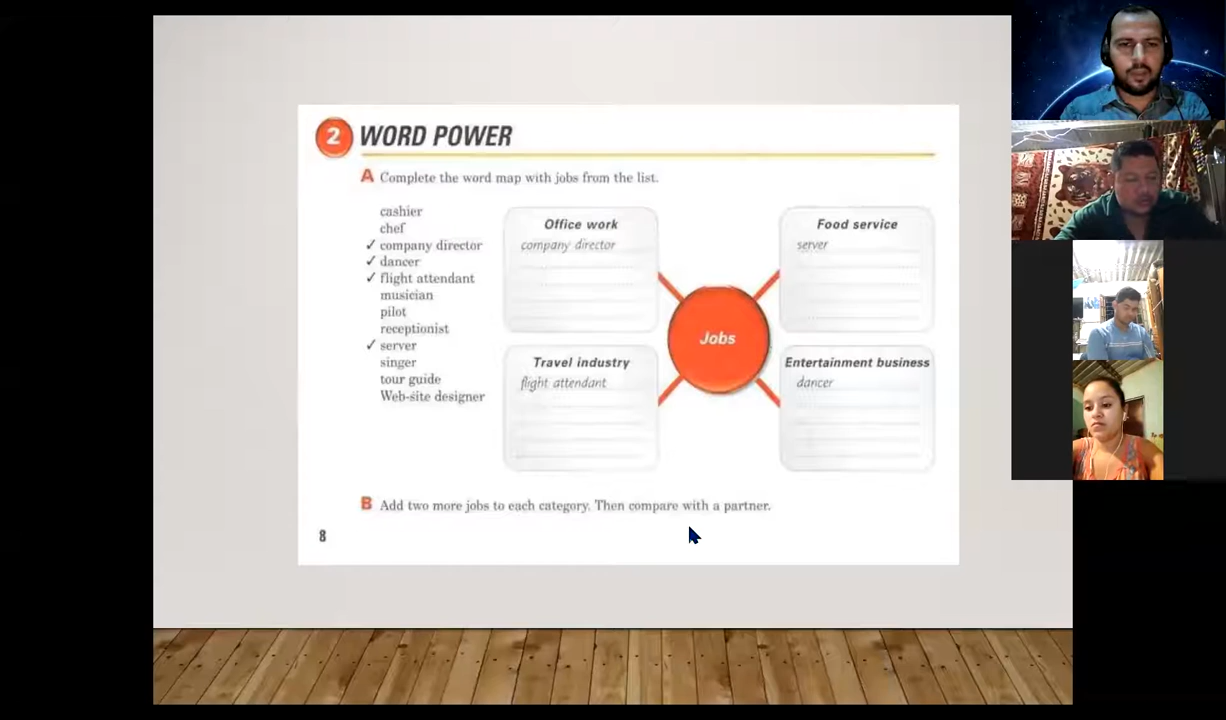 2 WORD POWER
A Complete the word map with jobs from the list.
cashier
chef
✓ company director
✓ dancer
✓ flight attendant
musician
pilot
receptionist
✓ server
singer
tour guide
Web-site designer
Office work
company director
Food service
server
Jobs
Travel industry
flight attendant
Entertainment business
dancer
B Add two more jobs to each category. Then compare with a partner.
8